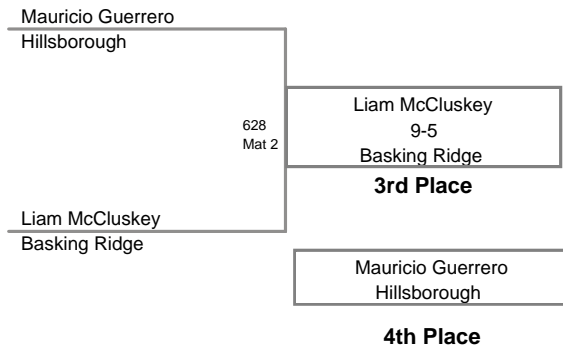 Mauricio Guerrero
Hillsborough
628
Mat 2
Liam McCluskey
9-5
Basking Ridge
3rd Place
Liam McCluskey
Basking Ridge
Mauricio Guerrero
Hillsborough
4th Place